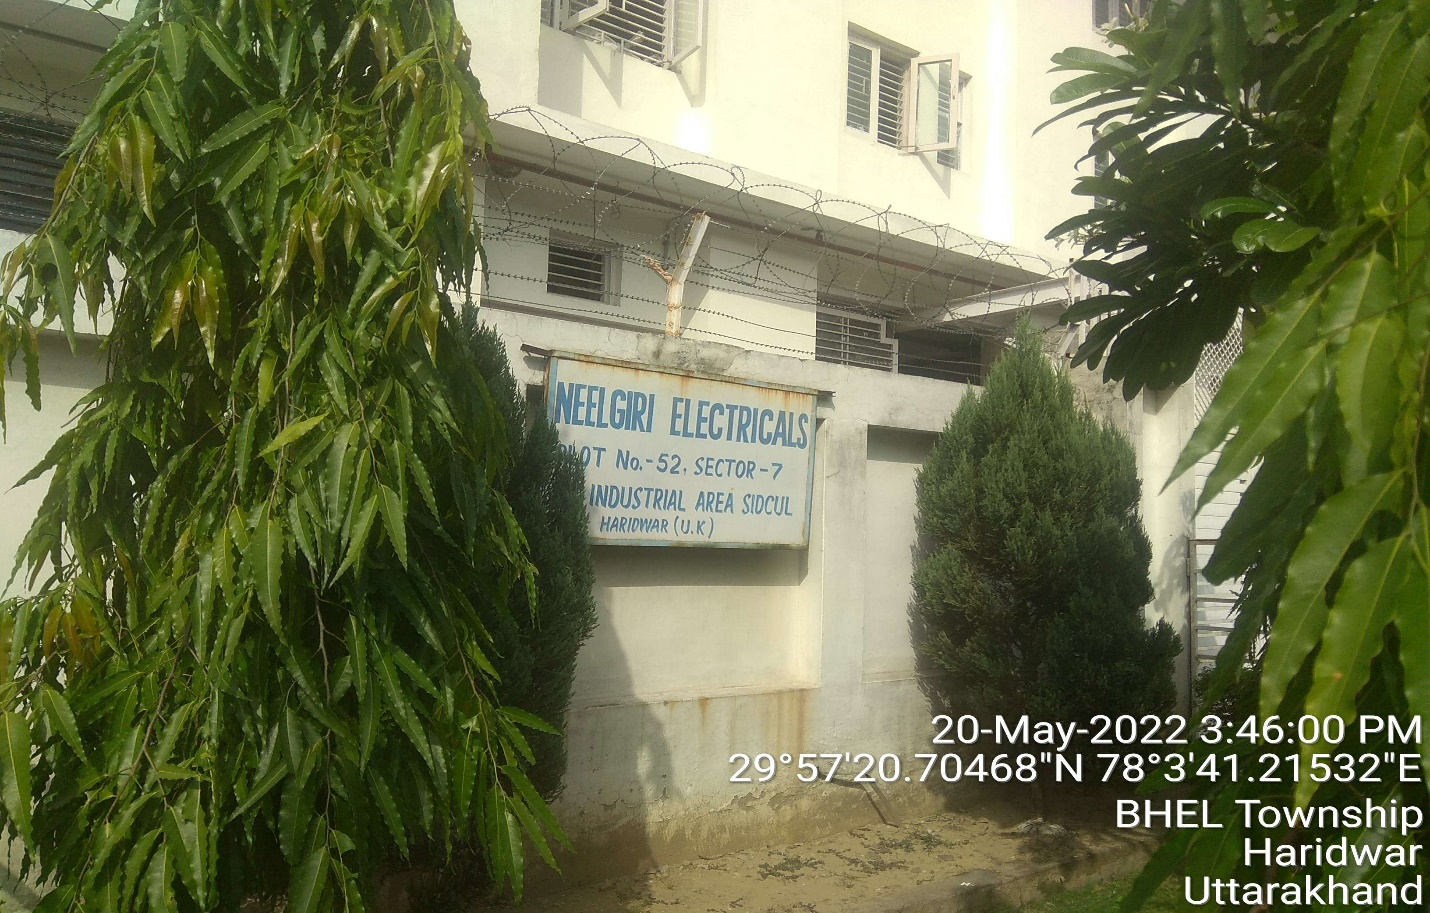 NEELGIRI ELECTRICALS
PLOT No.-52, SECTOR-7
INDUSTRIAL AREA SIDCUL
HARIDWAR (U.K)
20-May-2022 3:46:00 PM
29°57'20.70468"N 78°3'41.21532"E
BHEL Township
Haridwar
Uttarakhand